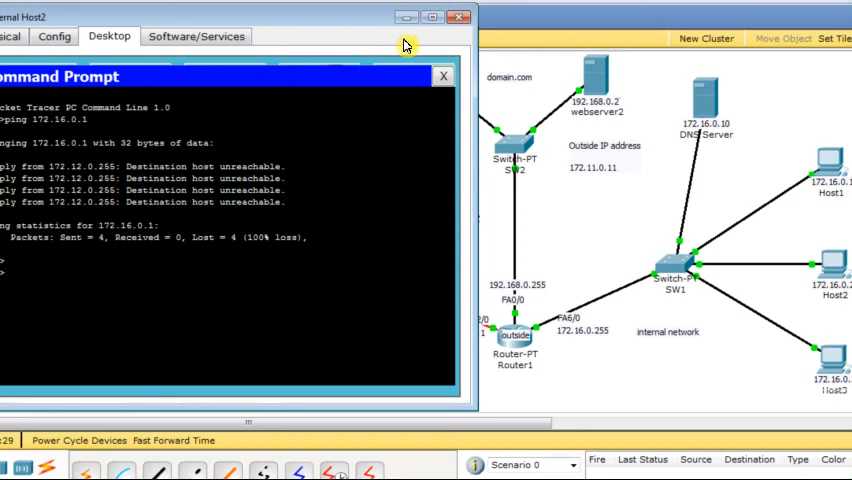 ernal Host2
sical Config Desktop Software/Services
ommand Prompt X
cket Tracer PC Command Line 1.0
>ping 172.16.0.1
nging 172.16.0.1 with 32 bytes of data:
ply from 172.12.0.255: Destination host unreachable.
ply from 172.12.0.255: Destination host unreachable.
ply from 172.12.0.255: Destination host unreachable.
ply from 172.12.0.255: Destination host unreachable.
ng statistics for 172.16.0.1:
Packets: Sent = 4, Received = 0, Lost = 4 (100% loss),
>
>
New Cluster Move Object Set Tile
domain.com
192.168.0.2
webserver2
172.16.0.10
DNS Server
Outside IP address
172.11.0.11
Switch-PT
SW2
172.16.0.1
Host1
Switch-PT
SW1
172.16.0.2
Host2
192.168.0.255
FA0/0
FA6/0
172.16.0.255
internal network
2/0
1
outside
Router-PT
Router1
172.16.0.
Host3
:29 Power Cycle Devices Fast Forward Time
i Scenario 0 Fire Last Status Source Destination Type Color